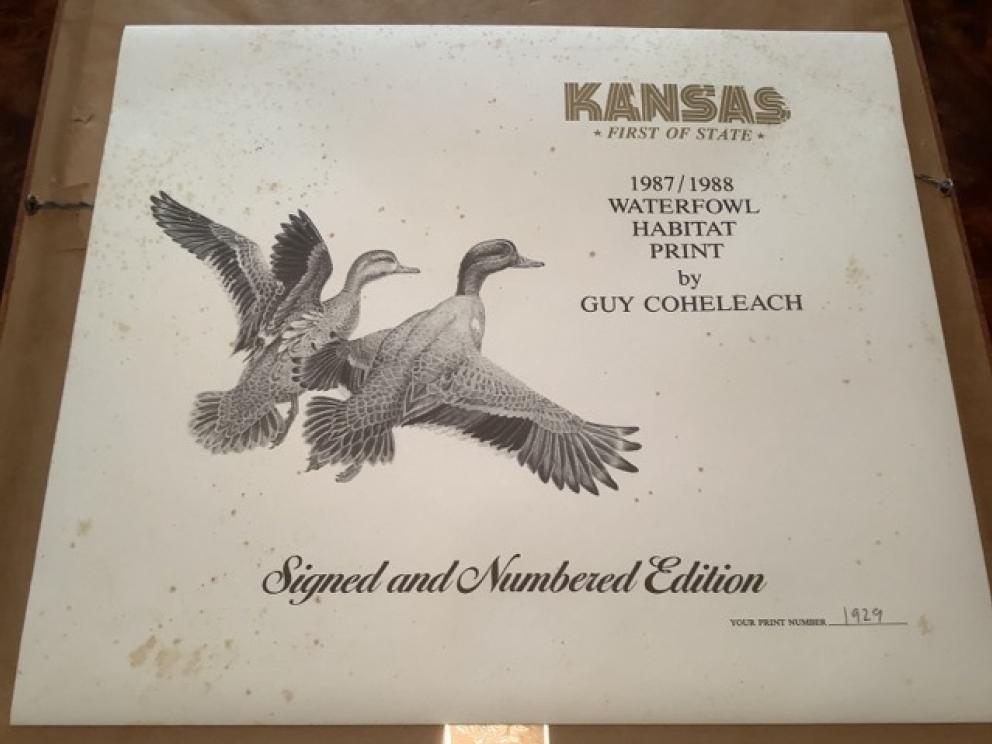 KANSAS
★ FIRST OF STATE ★
1987/1988
WATERFOWL
HABITAT
PRINT
by
GUY COHELEACH
Signed and Numbered Edition
YOUR PRINT NUMBER 1929